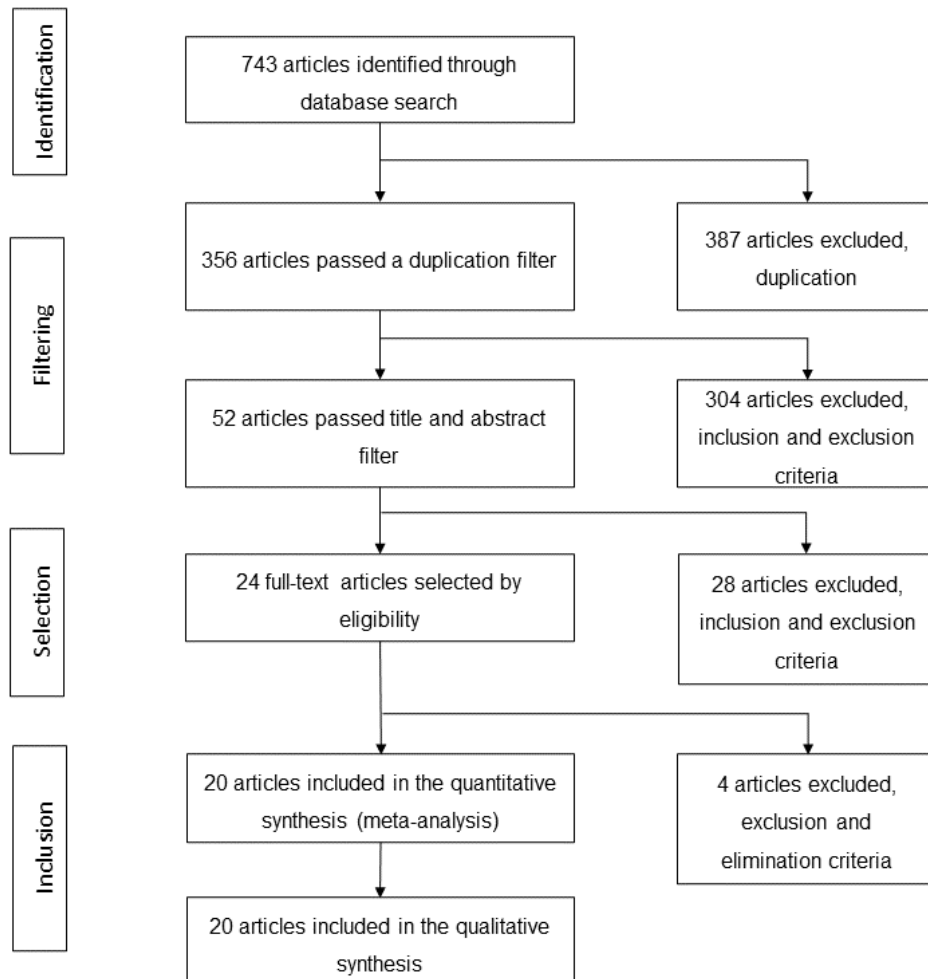 Identification
743 articles identified through
database search
356 articles passed a duplication filter
387 articles excluded,
duplication
Filtering
52 articles passed title and abstract
filter
304 articles excluded,
inclusion and exclusion
criteria
Selection
24 full-text articles selected by
eligibility
28 articles excluded,
inclusion and exclusion
criteria
Inclusion
20 articles included in the quantitative
synthesis (meta-analysis)
4 articles excluded,
exclusion and
elimination criteria
20 articles included in the qualitative
synthesis